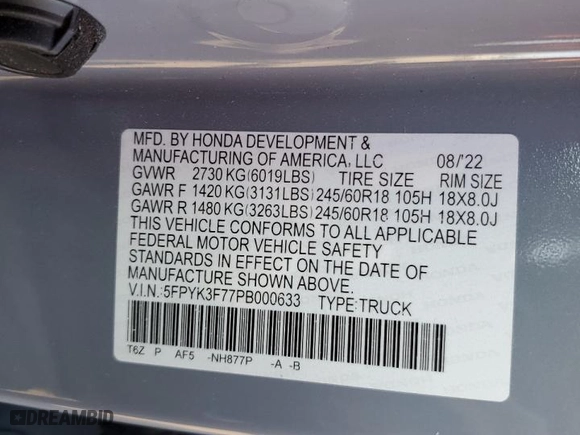 MFD. BY HONDA DEVELOPMENT &
MANUFACTURING OF AMERICA, LLC 08/'22
GVWR 2730 KG(6019LBS) TIRE SIZE RIM SIZE
GAWR F 1420 KG(3131LBS) 245/60R18 105H 18X8.0J
GAWR R 1480 KG(3263LBS) 245/60R18 105H 18X8.0J
THIS VEHICLE CONFORMS TO ALL APPLICABLE
FEDERAL MOTOR VEHICLE SAFETY
STANDARDS IN EFFECT ON THE DATE OF
MANUFACTURE SHOWN ABOVE.
V.I.N.:5FPYK3F77PB000633 TYPE:TRUCK
T6Z P AF5 -NH877P -A -B
DREAMBID